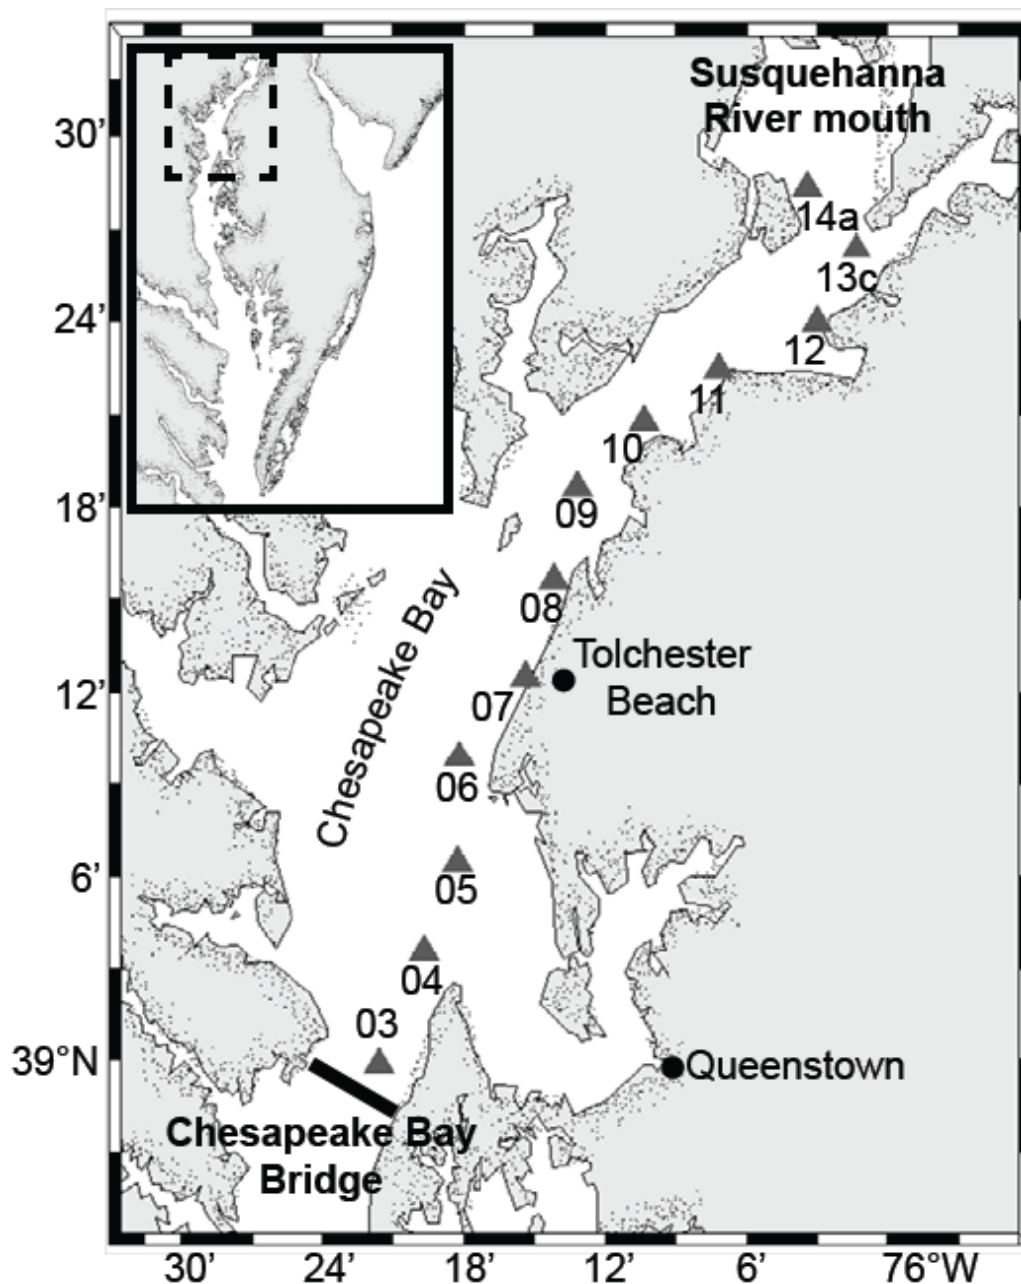 Susquehanna
River mouth
30’
14a
13c
24’
12
11
10
09
18’
08
Chesapeake Bay
Tolchester
Beach
12’
07
06
6’
05
04
03
39°N
Queenstown
Chesapeake Bay
Bridge
30’
24’
18’
12’
6’
76°W